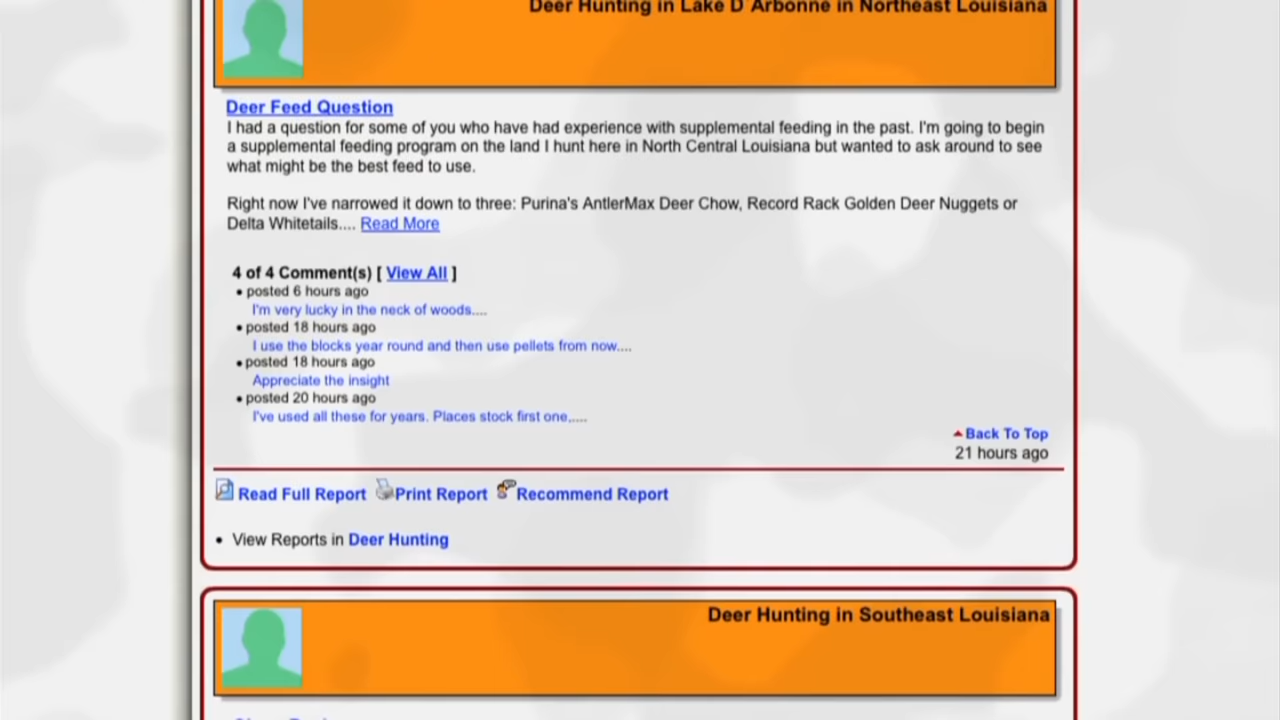 Deer Hunting in Lake D'Arbonne in Northeast Louisiana
Deer Feed Question
I had a question for some of you who have had experience with supplemental feeding in the past. I'm going to begin
a supplemental feeding program on the land I hunt here in North Central Louisiana but wanted to ask around to see
what might be the best feed to use.
Right now I've narrowed it down to three: Purina's AntlerMax Deer Chow, Record Rack Golden Deer Nuggets or
Delta Whitetails.... Read More
4 of 4 Comment(s) [ View All ]
• posted 6 hours ago
I'm very lucky in the neck of woods....
• posted 18 hours ago
I use the blocks year round and then use pellets from now....
• posted 18 hours ago
Appreciate the insight
• posted 20 hours ago
I've used all these for years. Places stock first one,....
Back To Top
21 hours ago
Read Full Report Print Report Recommend Report
• View Reports in Deer Hunting
Deer Hunting in Southeast Louisiana